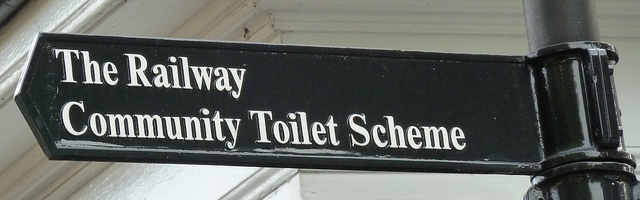 The Railway
Community Toilet Scheme